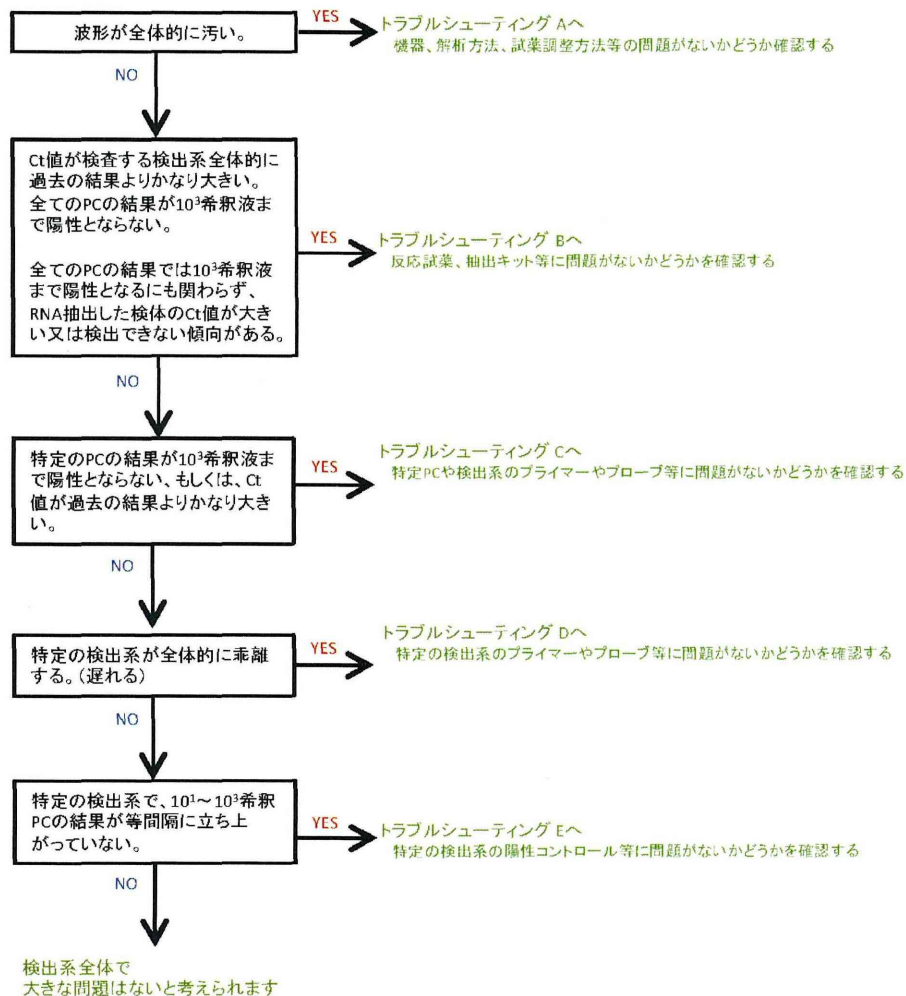 波形が全体的に汚い。
YES
トラブルシューティング Aへ
機器、解析方法、試薬調整方法等の問題がないかどうか確認する
NO
Ct値が検査する検出系全体的に
過去の結果よりかなり大きい。
全てのPCの結果が10³希釈液ま
で陽性とならない。
全てのPCの結果では10³希釈液
まで陽性となるにも関わらず、
RNA抽出した検体のCt値が大き
い又は検出できない傾向がある。
YES
トラブルシューティング Bへ
反応試薬、抽出キット等に問題がないかどうかを確認する
NO
特定のPCの結果が10³希釈液ま
で陽性とならない、もしくは、Ct
値が過去の結果よりかなり大き
い。
YES
トラブルシューティング Cへ
特定PCや検出系のプライマーやプローブ等に問題がないかどうかを確認する
NO
特定の検出系が全体的に乖離
する。(遅れる)
YES
トラブルシューティング Dへ
特定の検出系のプライマーやプローブ等に問題がないかどうかを確認する
NO
特定の検出系で、10¹～10³希釈
PCの結果が等間隔に立ち上
がっていない。
YES
トラブルシューティング Eへ
特定の検出系の陽性コントロール等に問題がないかどうかを確認する
NO
検出系全体で
大きな問題はないと考えられます